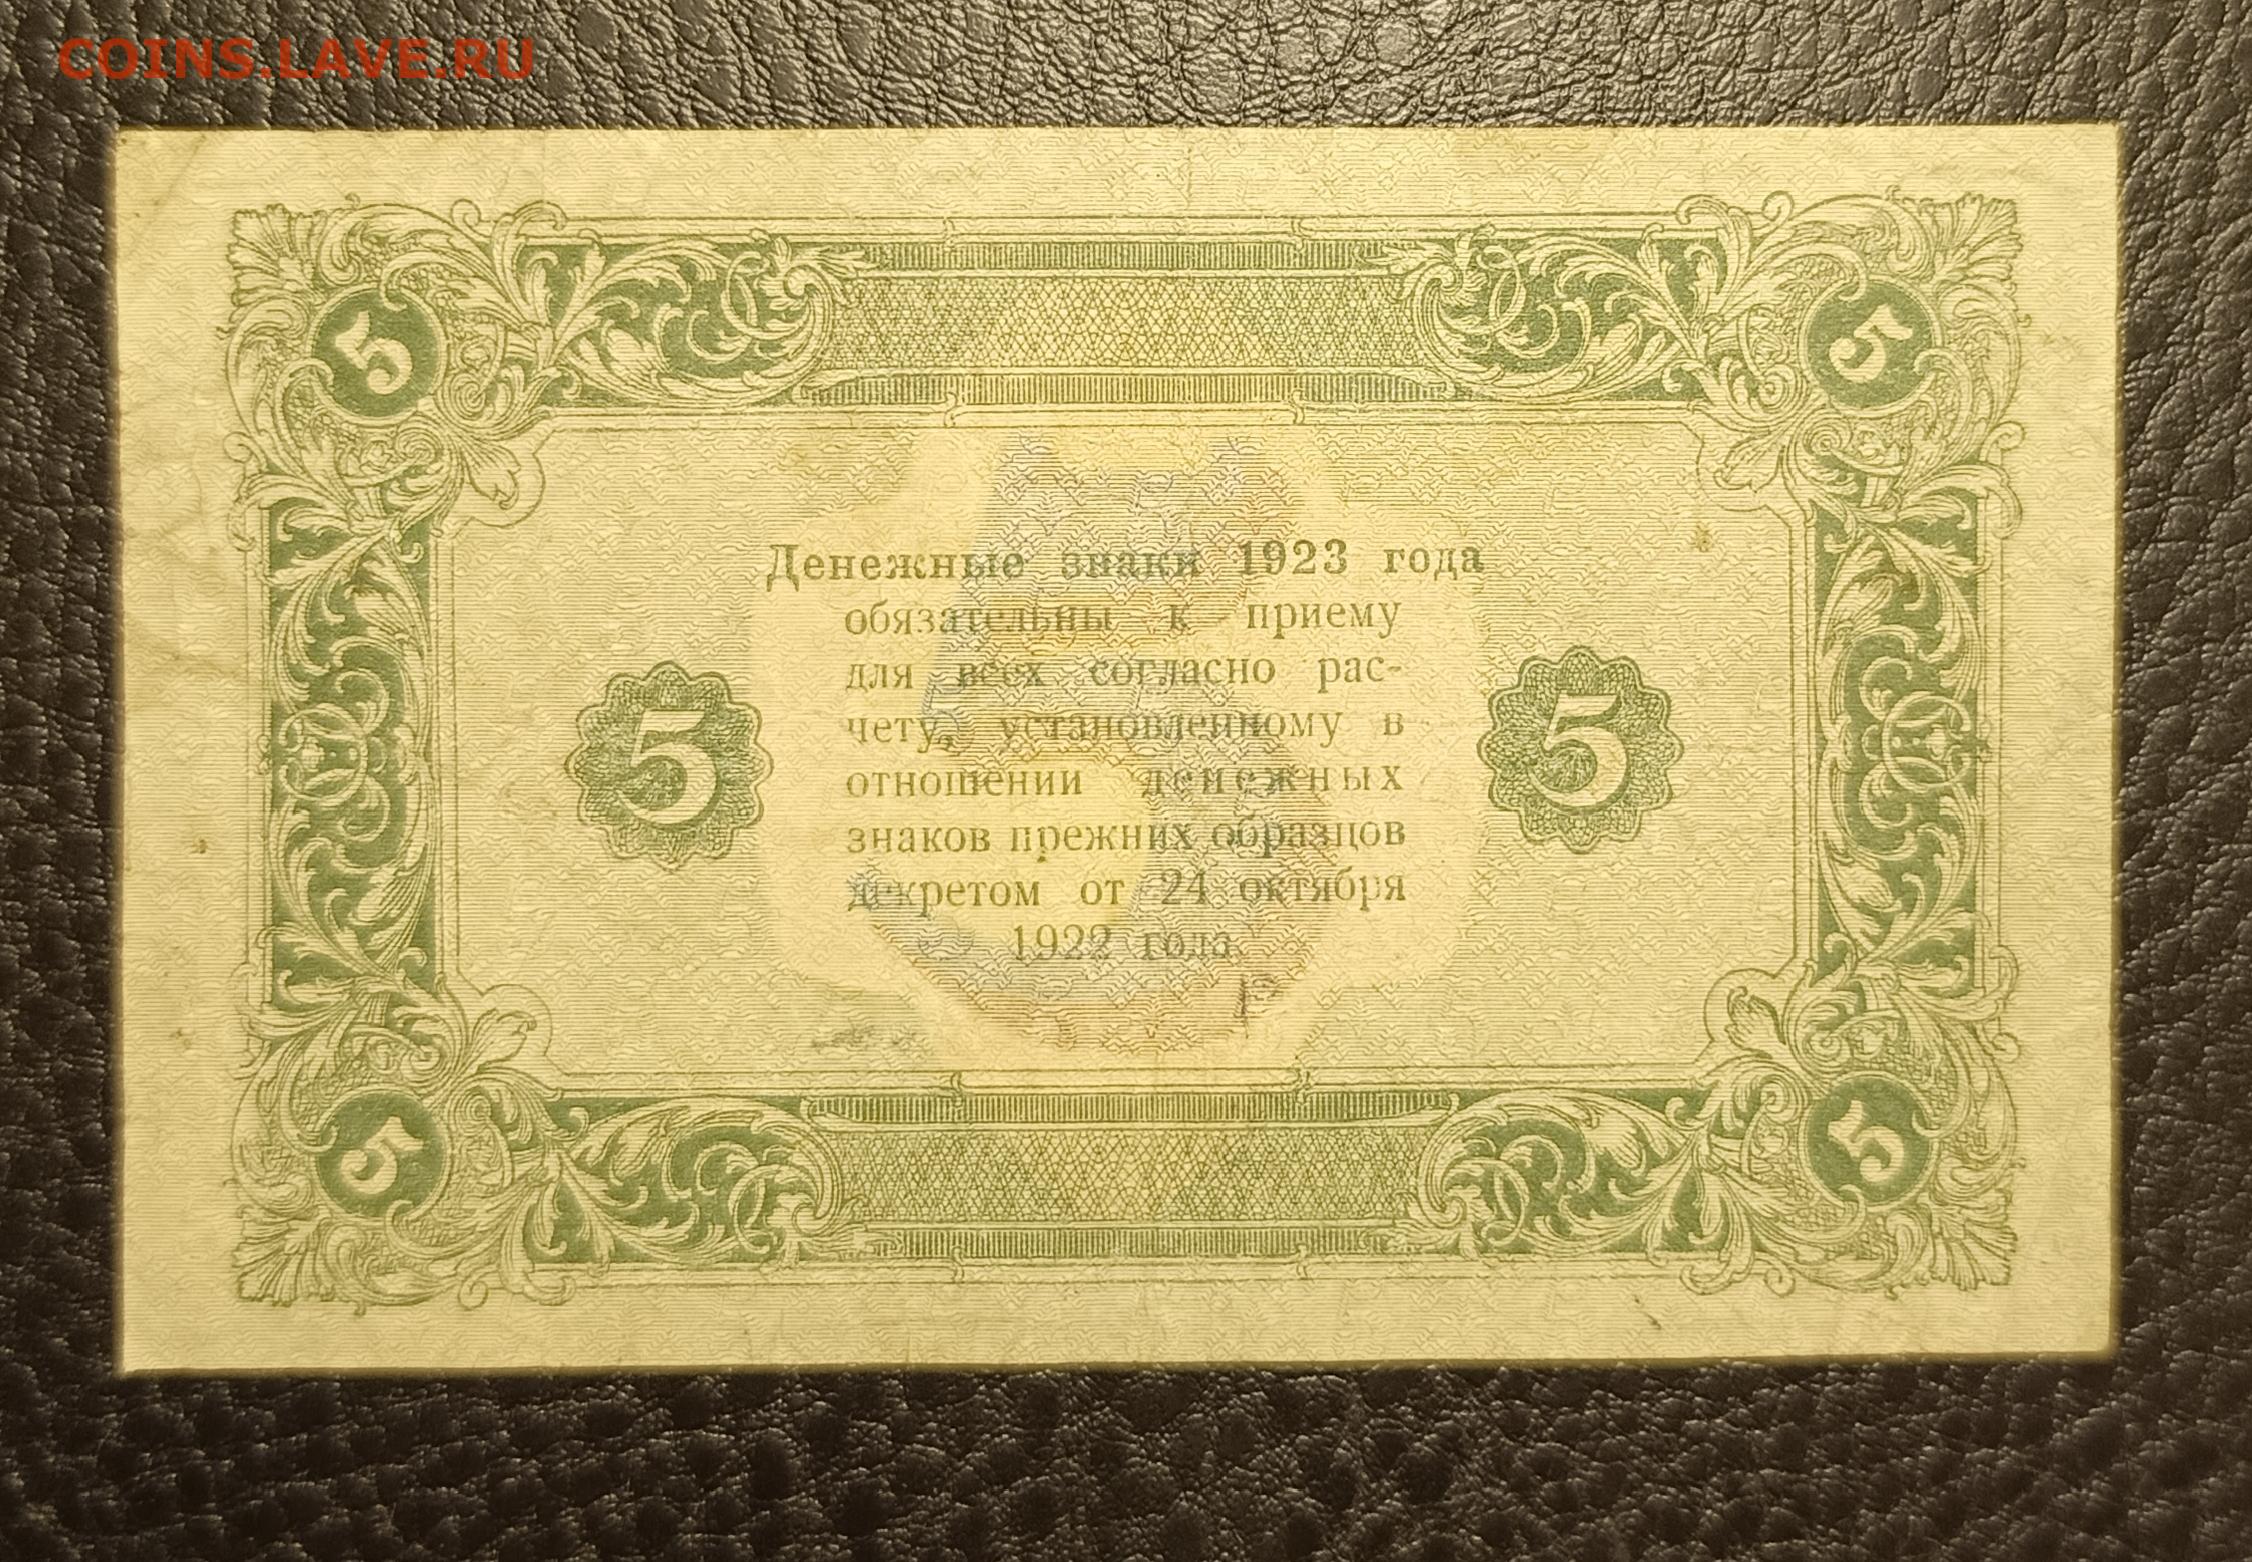 COINS.LAVE.RU
5 5
Денежные знаки 1923 года
обязательны к приему
для всех согласно рас-
чету, установленному в
5 5
отношении денежных
знаков прежних образцов
декретом от 24 октября
1922 года
5 5